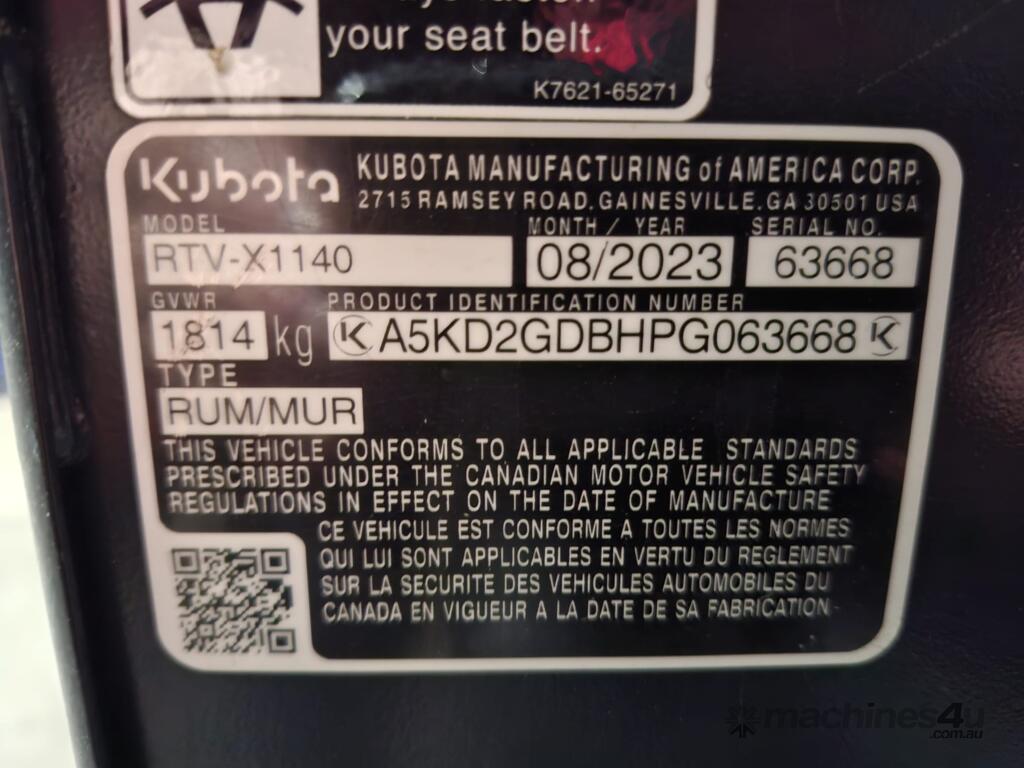 your seat belt.
K7621-65271
Kubota KUBOTA MANUFACTURING of AMERICA CORP.
2715 RAMSEY ROAD, GAINESVILLE, GA 30501 USA
MODEL MONTH / YEAR SERIAL NO.
RTV-X1140 08/2023 63668
GVWR PRODUCT IDENTIFICATION NUMBER
1814 kg K A5KD2GDBHPG063668 K
TYPE
RUM/MUR
THIS VEHICLE CONFORMS TO ALL APPLICABLE STANDARDS
PRESCRIBED UNDER THE CANADIAN MOTOR VEHICLE SAFETY
REGULATIONS IN EFFECT ON THE DATE OF MANUFACTURE
CE VEHICULE EST CONFORME A TOUTES LES NORMES
QUI LUI SONT APPLICABLES EN VERTU DU REGLEMENT
SUR LA SECURITE DES VEHICULES AUTOMOBILES DU
CANADA EN VIGUEUR A LA DATE DE SA FABRICATION
machines4u
.com.au